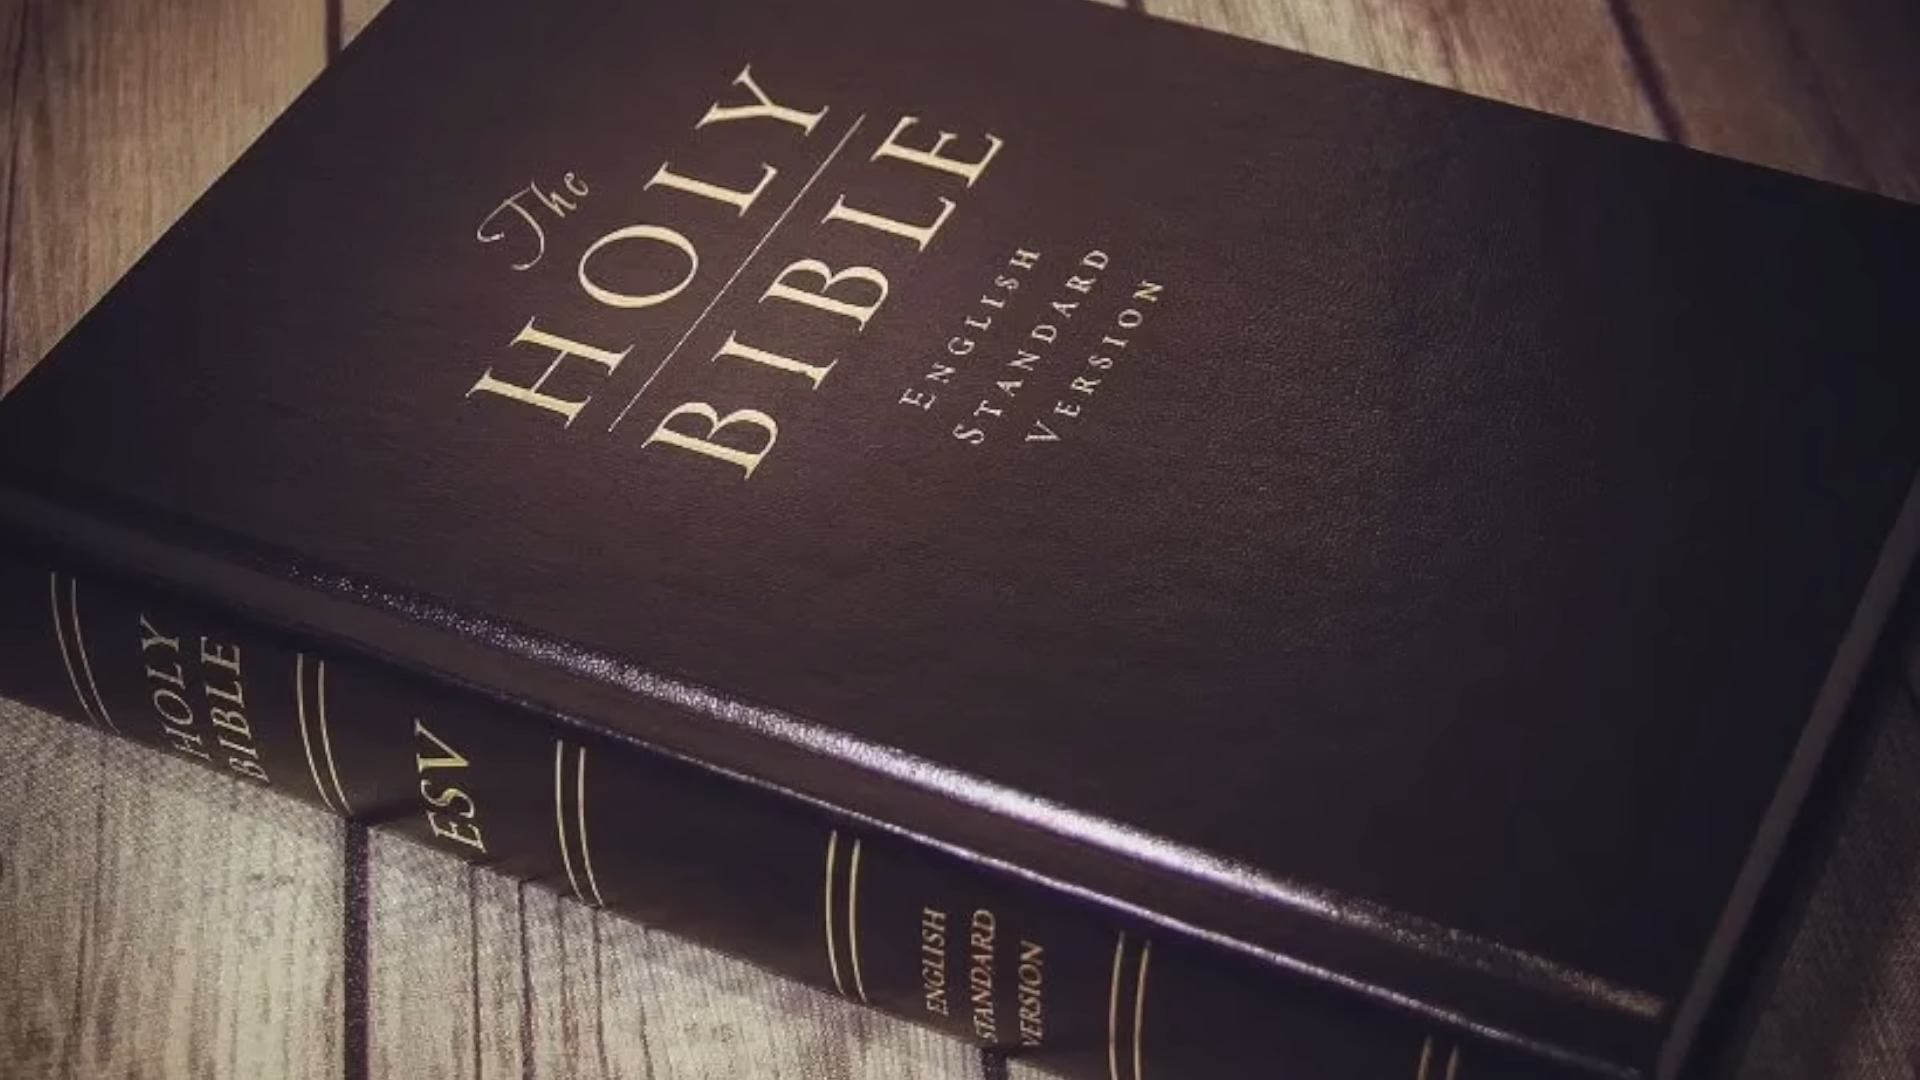 The
HOLY
BIBLE
ENGLISH
STANDARD
VERSION
HOLY
BIBLE
ESV
ENGLISH
STANDARD
VERSION